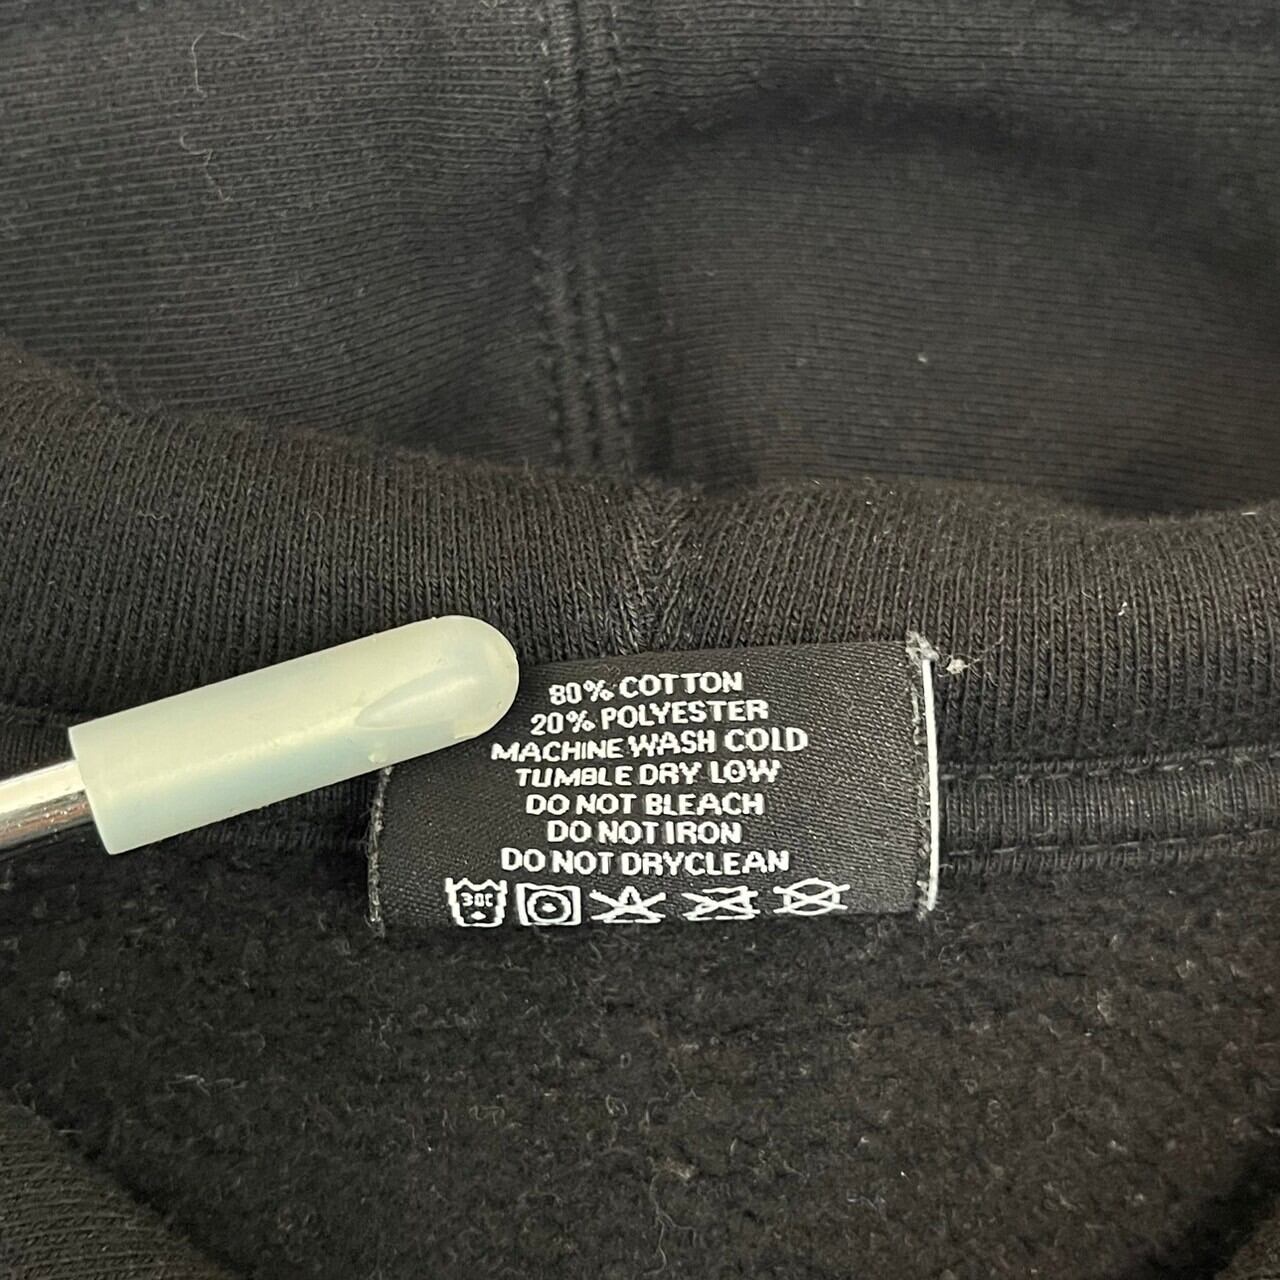 80% COTTON
20% POLYESTER
MACHINE WASH COLD
TUMBLE DRY LOW
DO NOT BLEACH
DO NOT IRON
DO NOT DRYCLEAN
30C